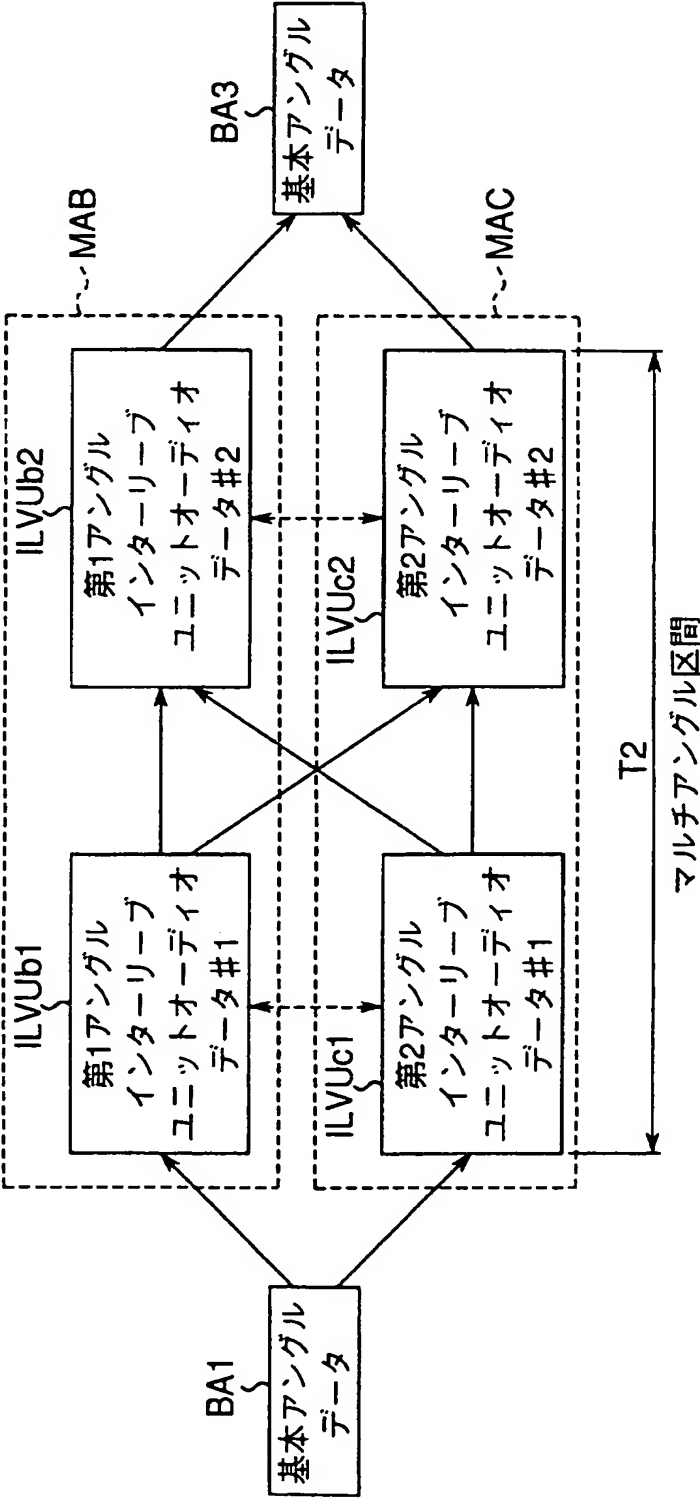 BA1
基本アングル
データ
MAB
ILVUb1
第1アングル
インターリーブ
ユニットオーディオ
データ#1
ILVUb2
第1アングル
インターリーブ
ユニットオーディオ
データ#2
ILVUc1
第2アングル
インターリーブ
ユニットオーディオ
データ#1
ILVUc2
第2アングル
インターリーブ
ユニットオーディオ
データ#2
MAC
BA3
基本アングル
データ
T2
マルチアングル区間